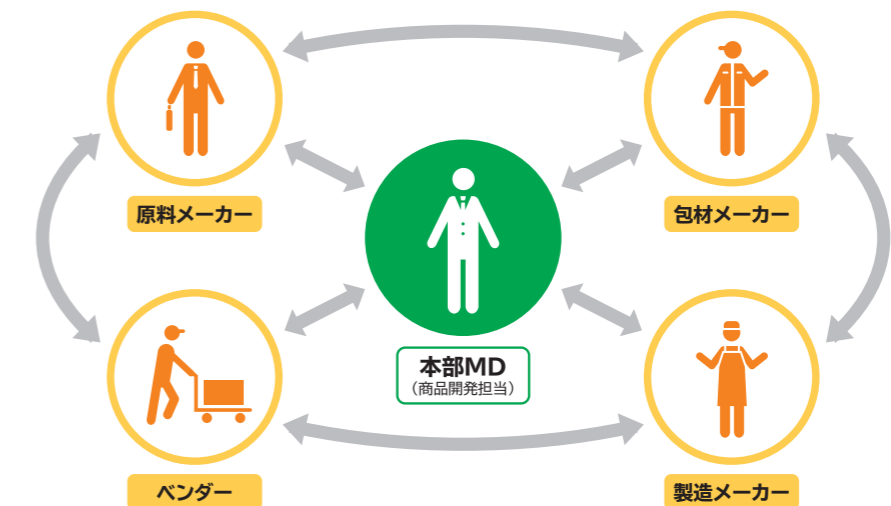 原料メーカー
包材メーカー
本部MD
（商品開発担当）
ベンダー
製造メーカー